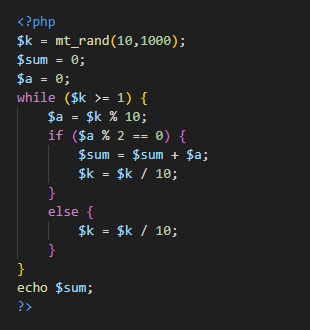 <?php
$k = mt_rand(10,1000);
$sum = 0;
$a = 0;
while ($k >= 1) {
    $a = $k % 10;
    if ($a % 2 == 0) {
        $sum = $sum + $a;
        $k = $k / 10;
    }
    else {
        $k = $k / 10;
    }
}
echo $sum;
?>